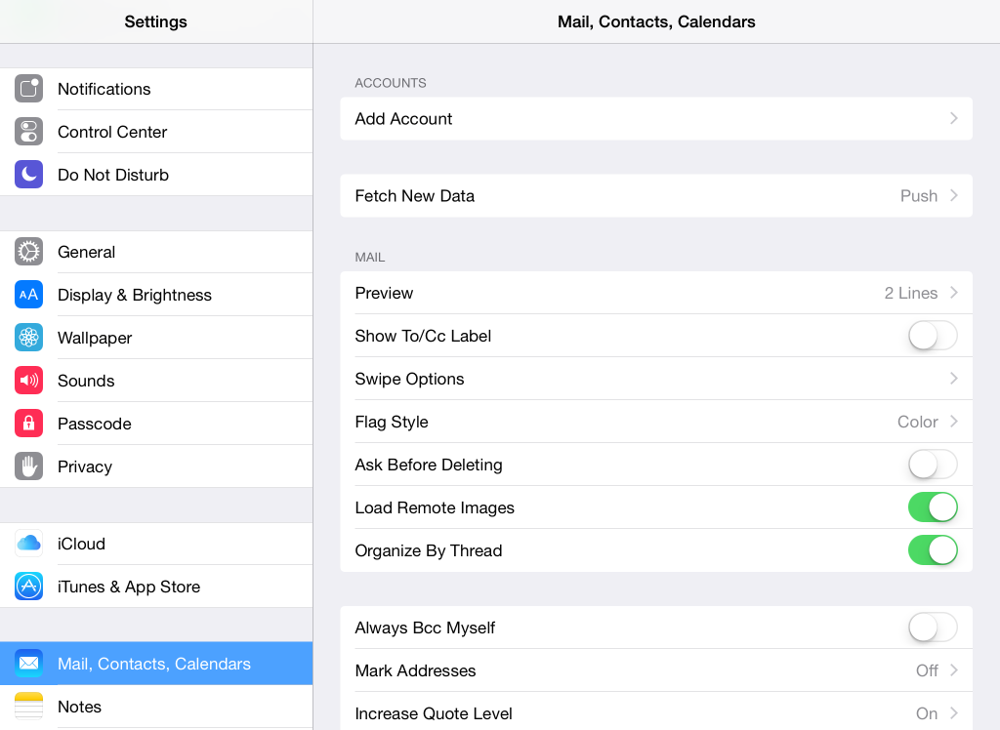 Settings
Notifications
Control Center
Do Not Disturb
General
AA Display & Brightness
Wallpaper
Sounds
Passcode
Privacy
iCloud
iTunes & App Store
Mail, Contacts, Calendars
Notes
Mail, Contacts, Calendars
ACCOUNTS
Add Account
Fetch New Data Push
MAIL
Preview 2 Lines
Show To/Cc Label
Swipe Options
Flag Style Color
Ask Before Deleting
Load Remote Images
Organize By Thread
Always Bcc Myself
Mark Addresses Off
Increase Quote Level On